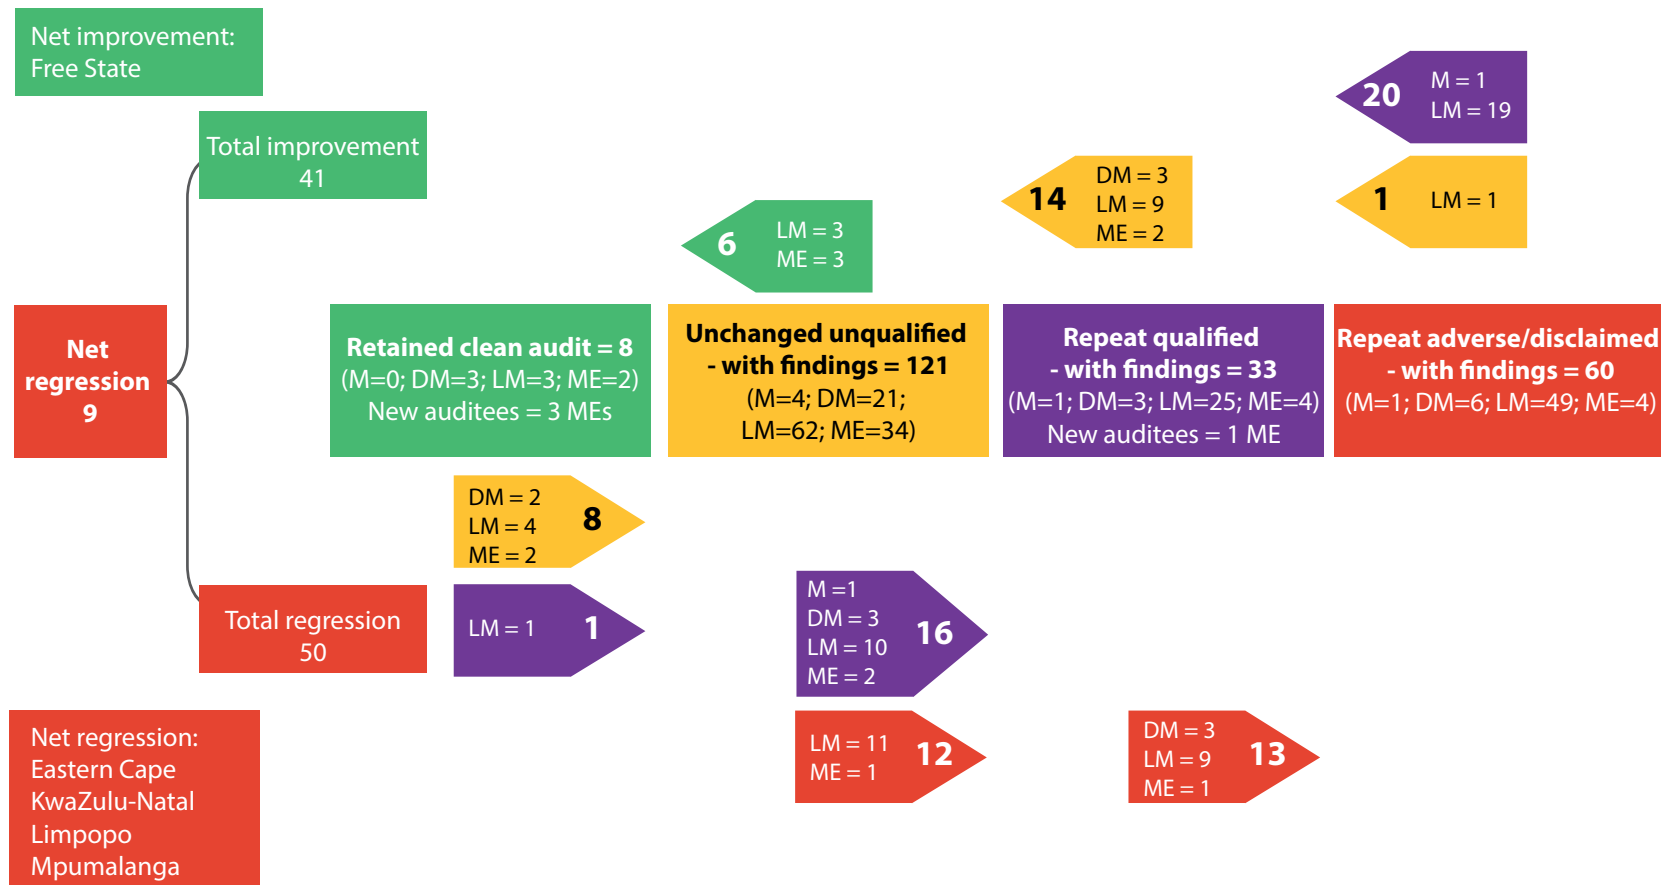 Net improvement:
Free State
Total improvement
41
Net
regression
9
Total regression
50
Net regression:
Eastern Cape
KwaZulu-Natal
Limpopo
Mpumalanga
20
M = 1
LM = 19
1
LM = 1
14
DM = 3
LM = 9
ME = 2
6
LM = 3
ME = 3
Retained clean audit = 8
(M=0; DM=3; LM=3; ME=2)
New auditees = 3 MEs
Unchanged unqualified
- with findings = 121
(M=4; DM=21;
LM=62; ME=34)
Repeat qualified
- with findings = 33
(M=1; DM=3; LM=25; ME=4)
New auditees = 1 ME
Repeat adverse/disclaimed
- with findings = 60
(M=1; DM=6; LM=49; ME=4)
DM = 2
LM = 4
ME = 2
8
LM = 1
1
M =1
DM = 3
LM = 10
ME = 2
16
LM = 11
ME = 1
12
DM = 3
LM = 9
ME = 1
13